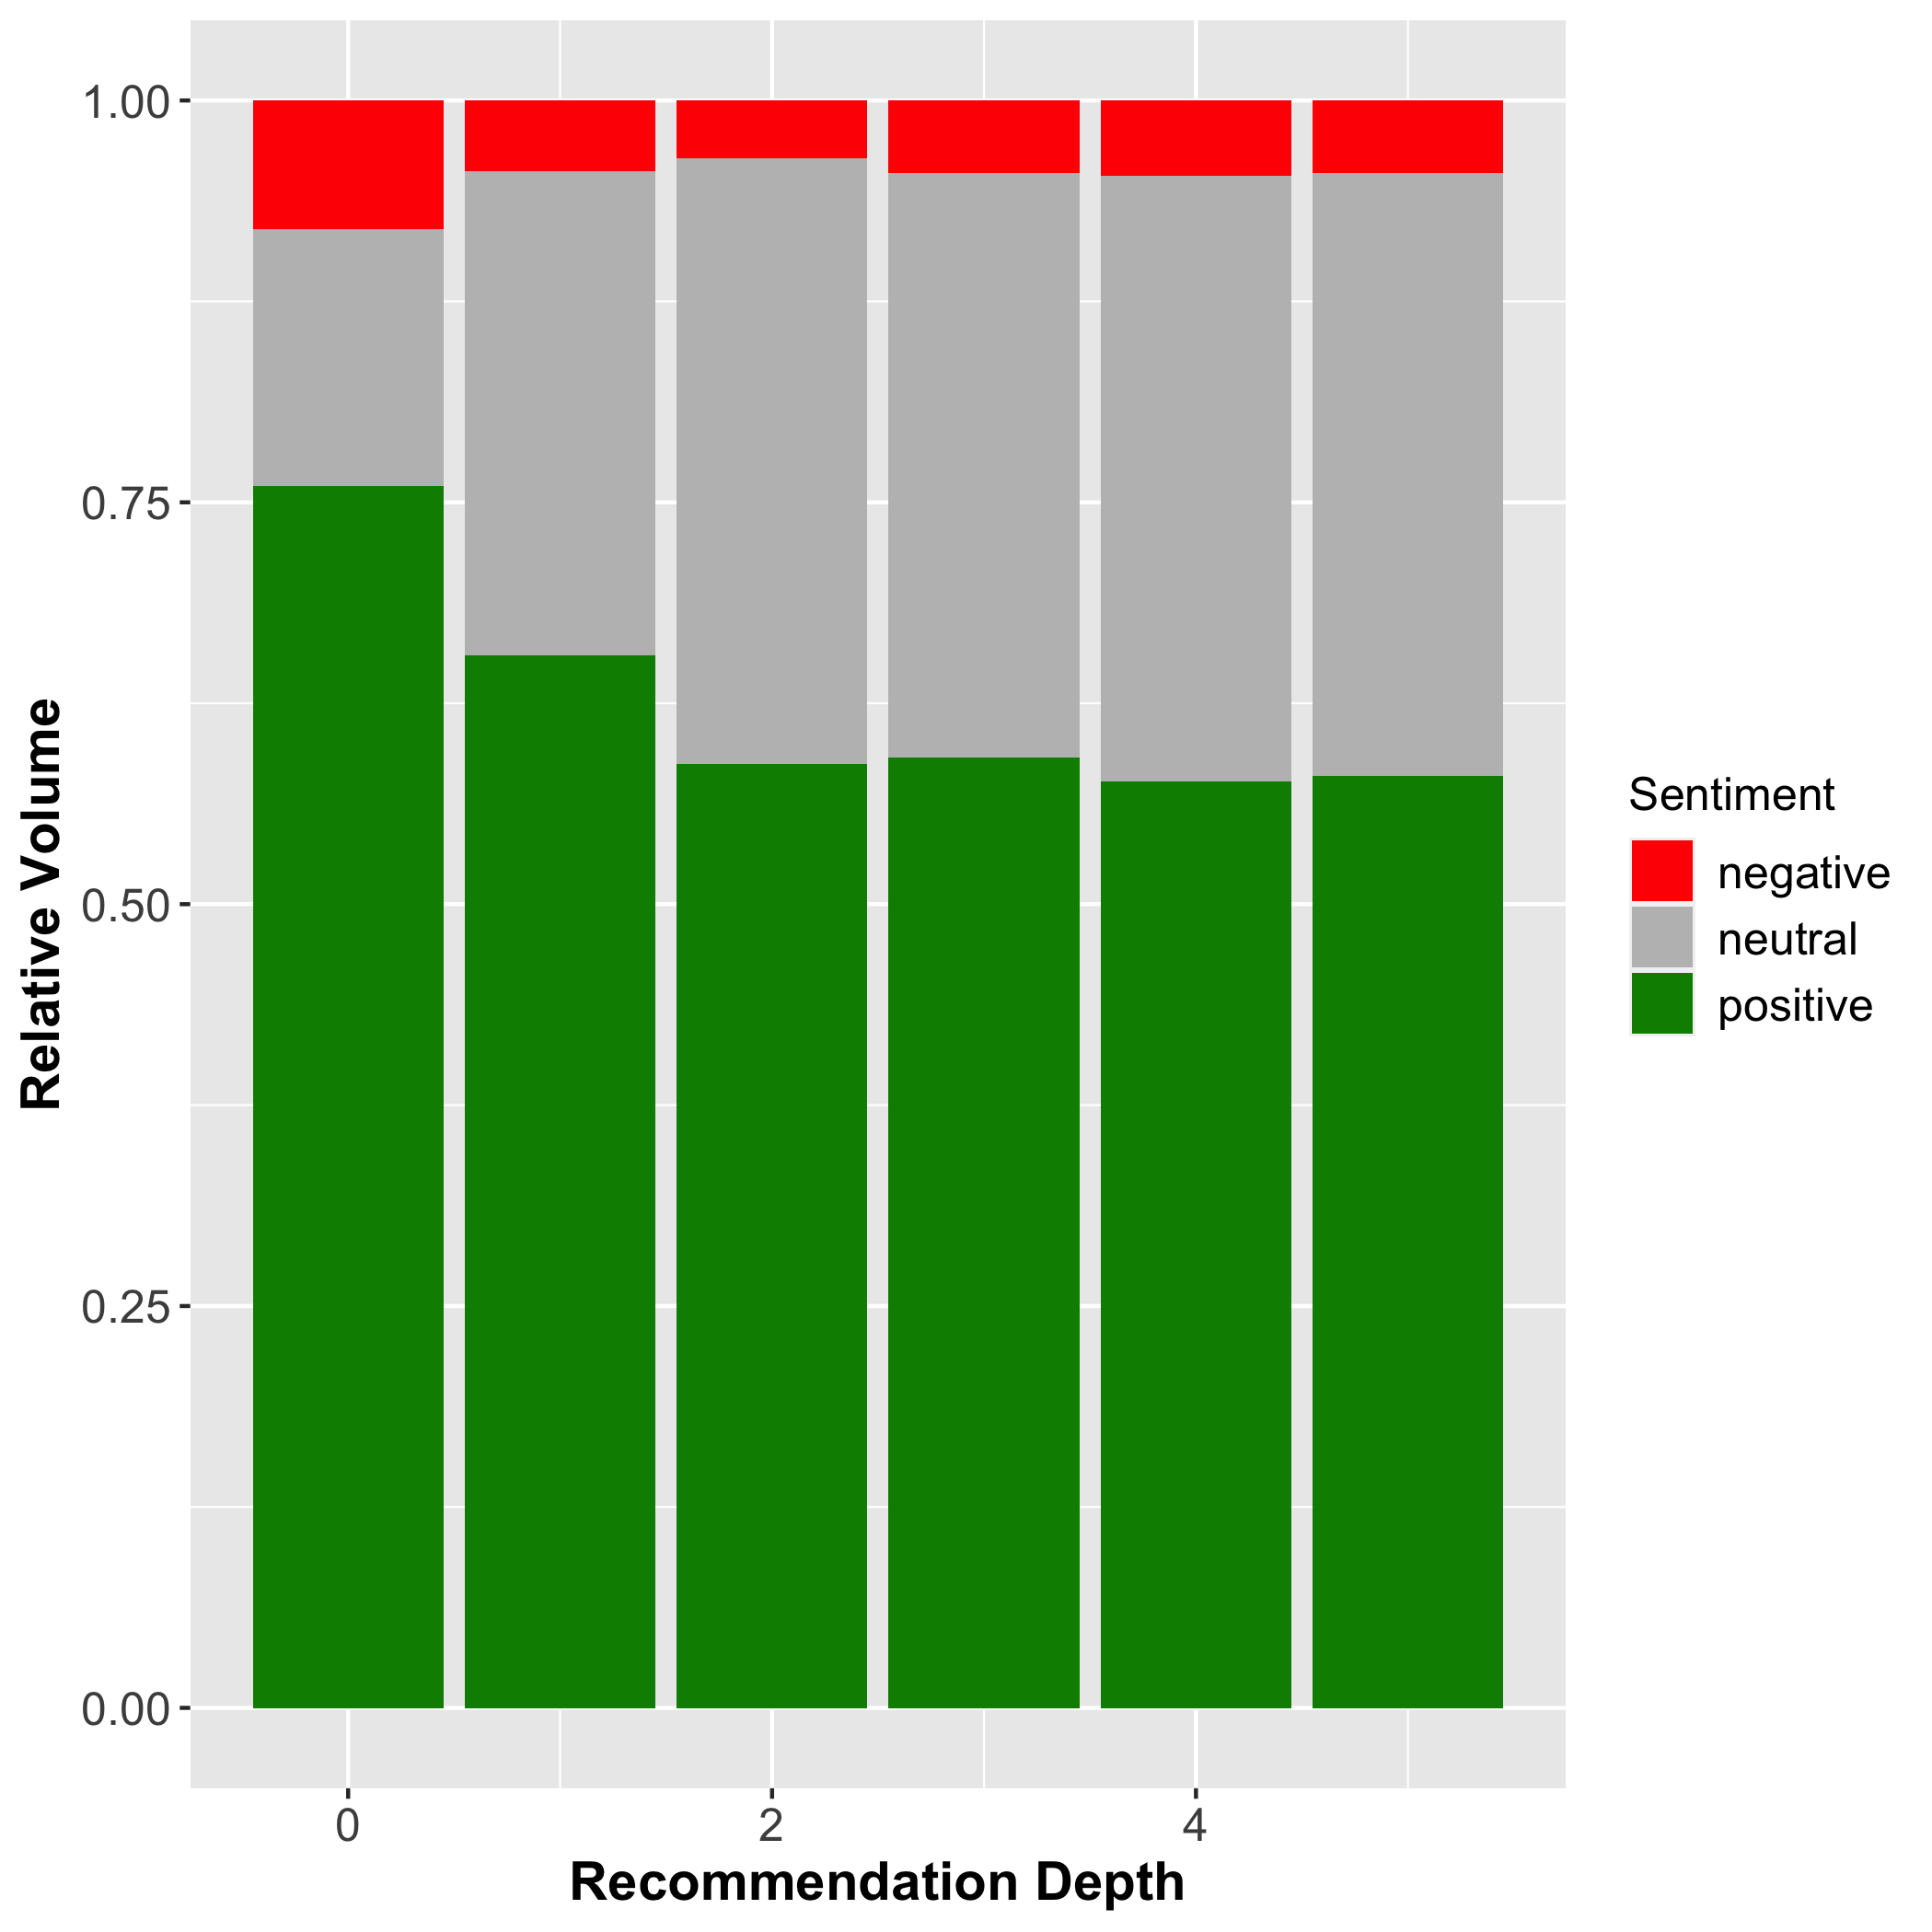 1.00
0.75
0.50
0.25
0.00
Relative Volume
0
2
4
Recommendation Depth
Sentiment
negative
neutral
positive